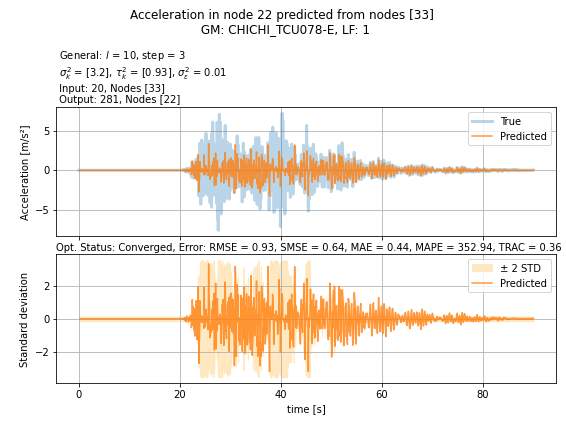 Acceleration in node 22 predicted from nodes [33]
GM: CHICHI_TCU078-E, LF: 1
General: l = 10, step = 3
σ²ₖ = [3.2], τ²ₖ = [0.93], σ²ε = 0.01
Input: 20, Nodes [33]
Output: 281, Nodes [22]
Acceleration [m/s²]
5
0
−5
True
Predicted
Opt. Status: Converged, Error: RMSE = 0.93, SMSE = 0.64, MAE = 0.44, MAPE = 352.94, TRAC = 0.36
Standard deviation
2
0
−2
± 2 STD
Predicted
0 20 40 60 80
time [s]